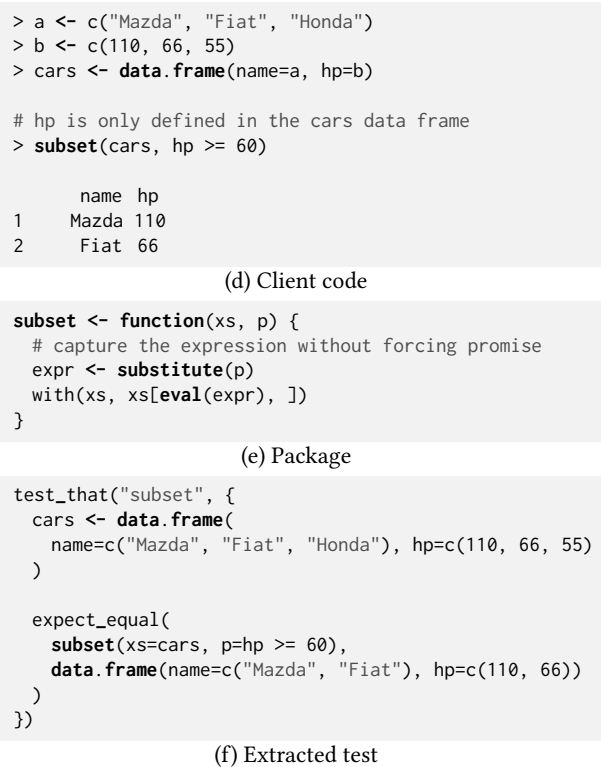 > a <- c("Mazda", "Fiat", "Honda")
> b <- c(110, 66, 55)
> cars <- data.frame(name=a, hp=b)
# hp is only defined in the cars data frame
> subset(cars, hp >= 60)
name hp
1 Mazda 110
2 Fiat 66
(d) Client code
subset <- function(xs, p) {
# capture the expression without forcing promise
expr <- substitute(p)
with(xs, xs[eval(expr), ])
}
(e) Package
test_that("subset", {
cars <- data.frame(
name=c("Mazda", "Fiat", "Honda"), hp=c(110, 66, 55)
)
expect_equal(
subset(xs=cars, p=hp >= 60),
data.frame(name=c("Mazda", "Fiat"), hp=c(110, 66))
)
})
(f) Extracted test